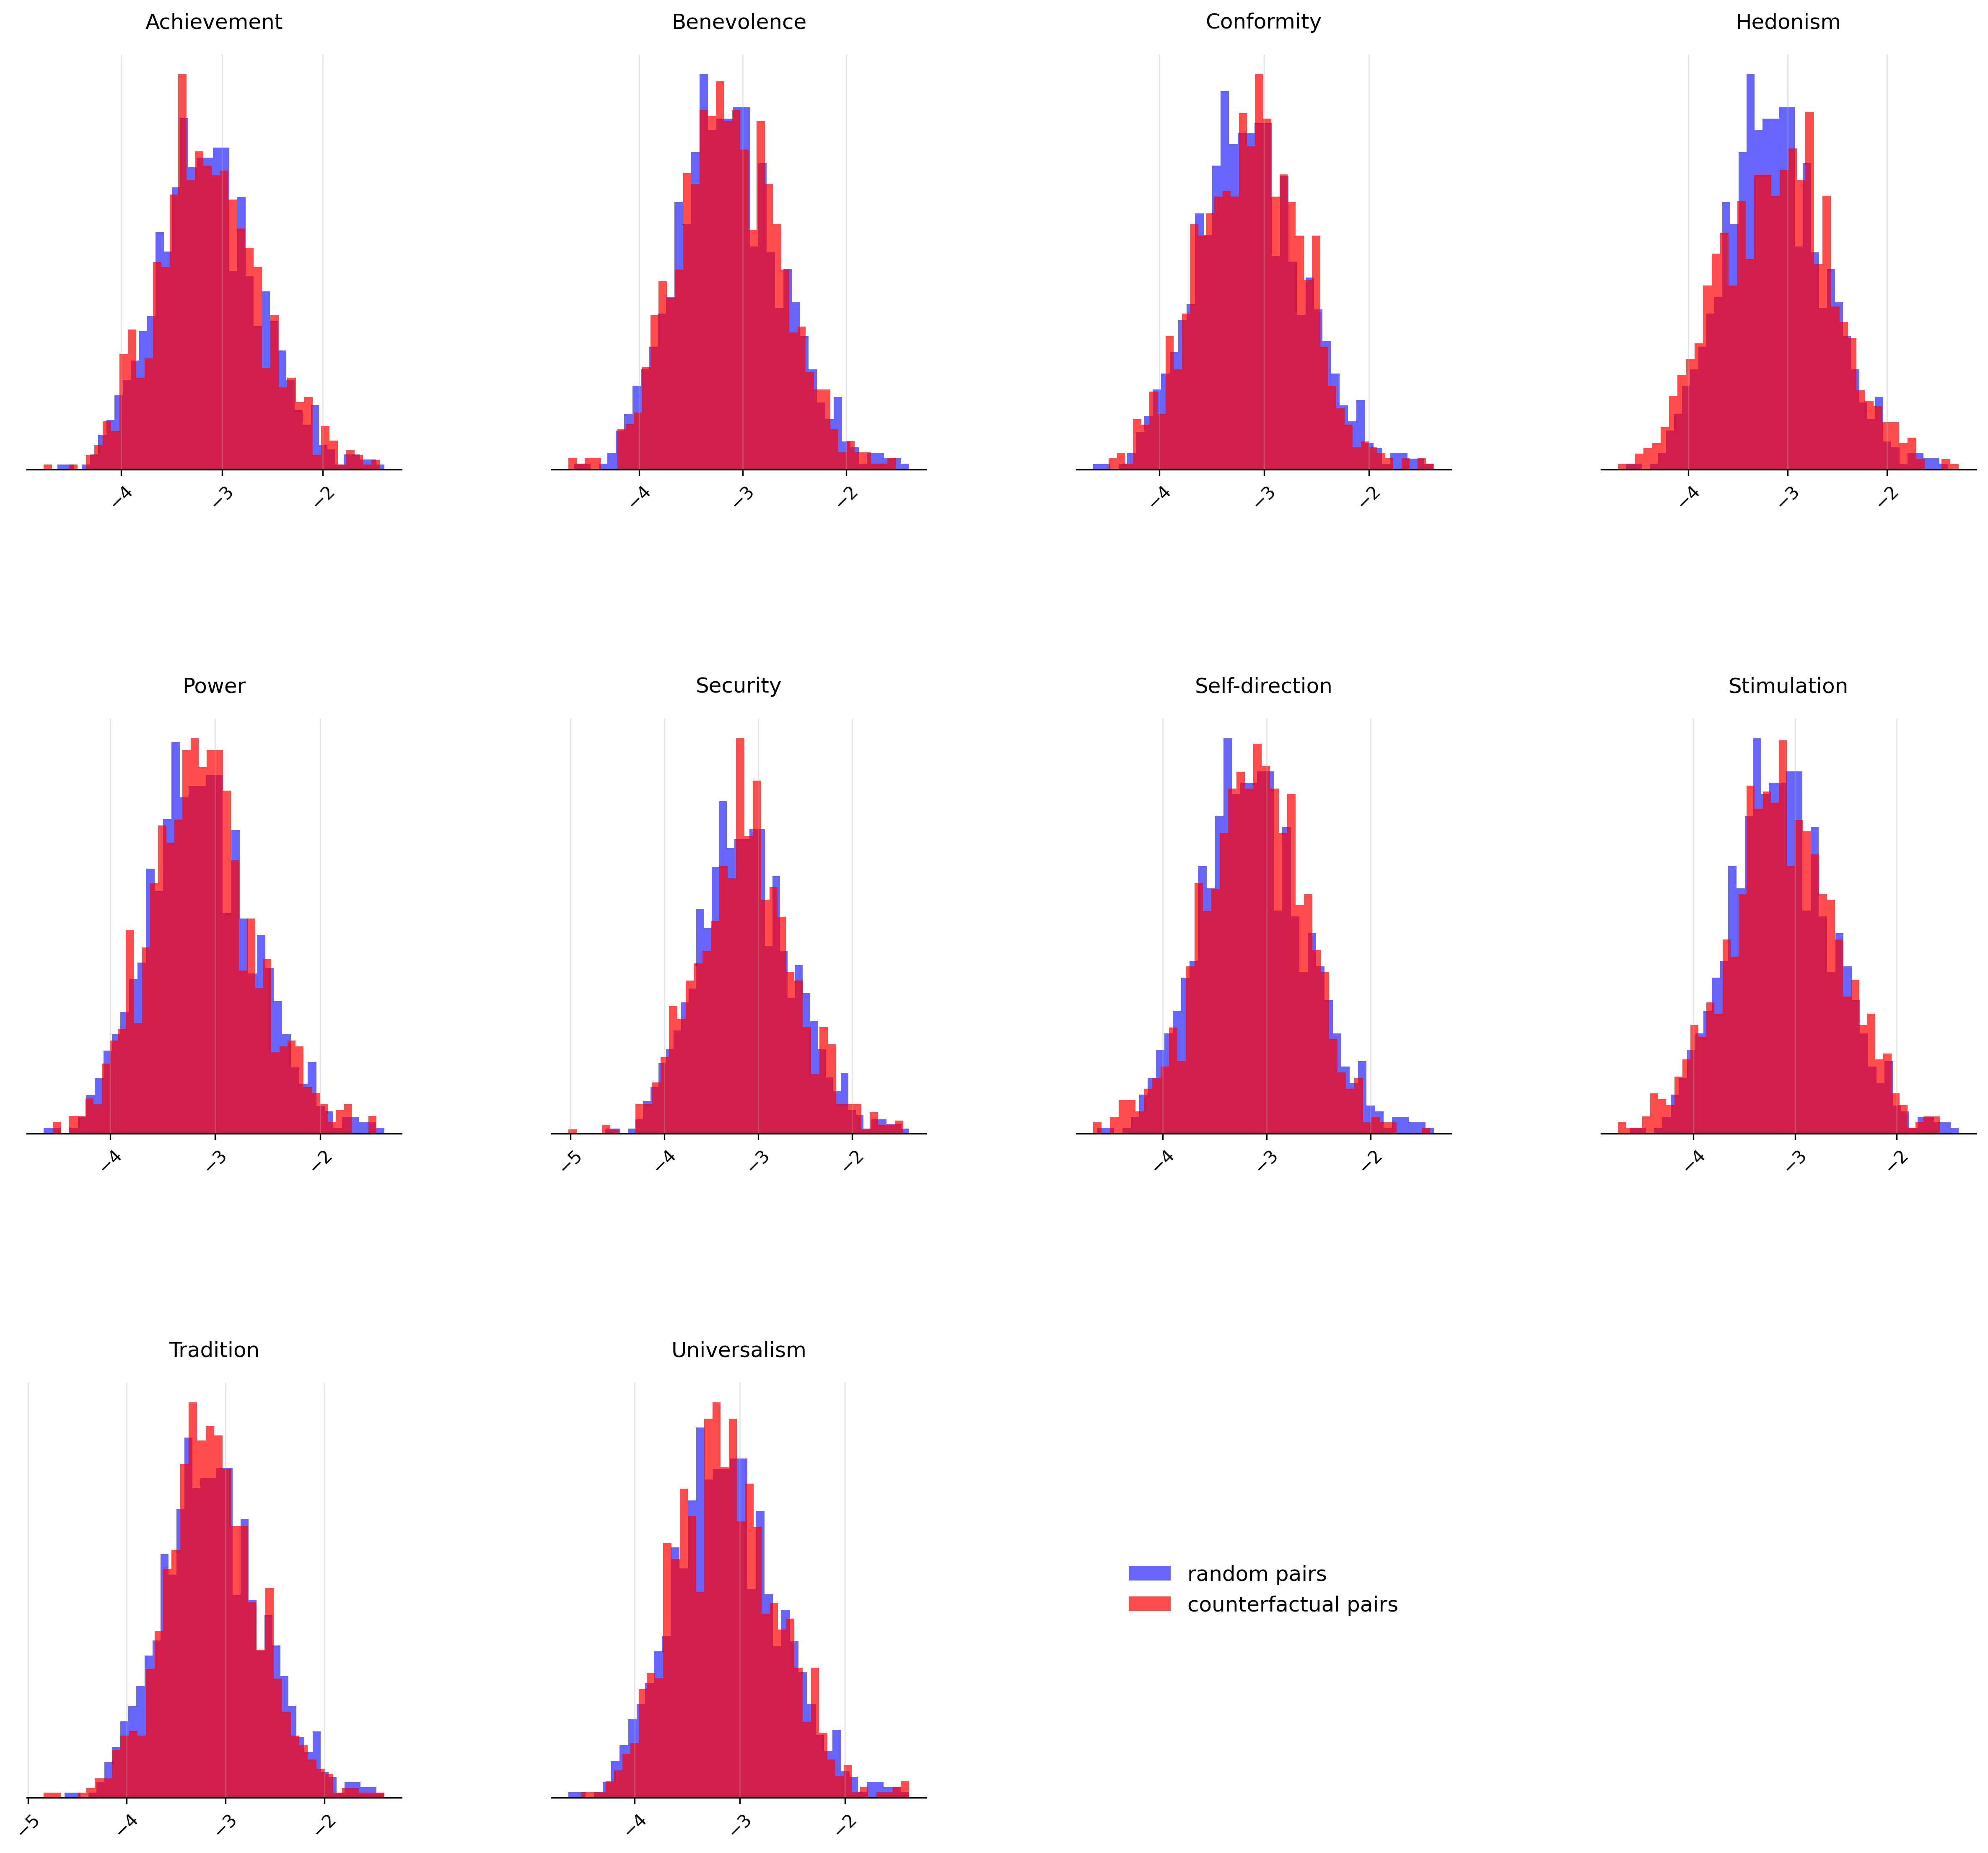 Achievement
Benevolence
Conformity
Hedonism
−4 −3 −2
−4 −3 −2
−4 −3 −2
−4 −3 −2
Power
Security
Self-direction
Stimulation
−4 −3 −2
−5 −4 −3 −2
−4 −3 −2
−4 −3 −2
Tradition
Universalism
random pairs
counterfactual pairs
−5 −4 −3 −2
−4 −3 −2